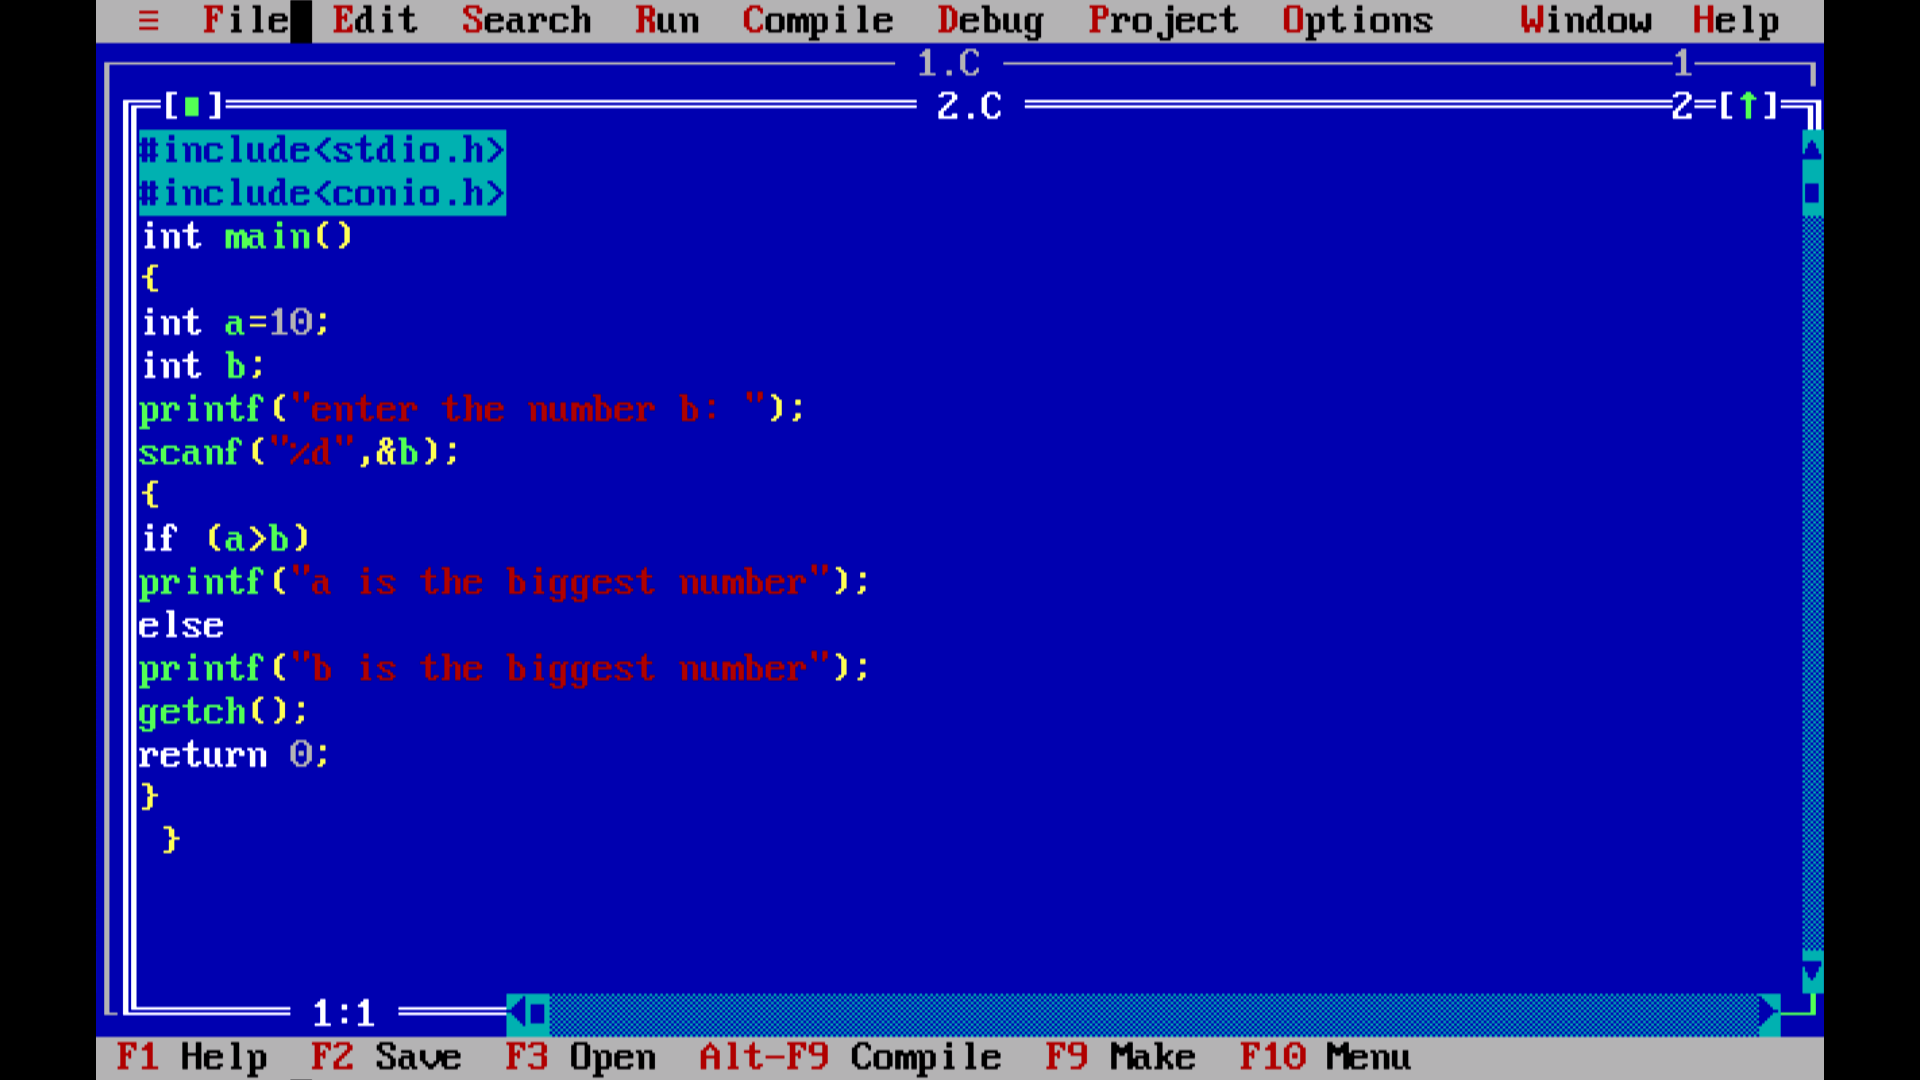 ≡ File Edit Search Run Compile Debug Project Options Window Help
1.C 1
[■] 2.C 2=[↑]
#include<stdio.h>
#include<conio.h>
int main()
{
int a=10;
int b;
printf("enter the number b: ");
scanf("%d",&b);
{
if (a>b)
printf("a is the biggest number");
else
printf("b is the biggest number");
getch();
return 0;
}
}
1:1
F1 Help F2 Save F3 Open Alt-F9 Compile F9 Make F10 Menu